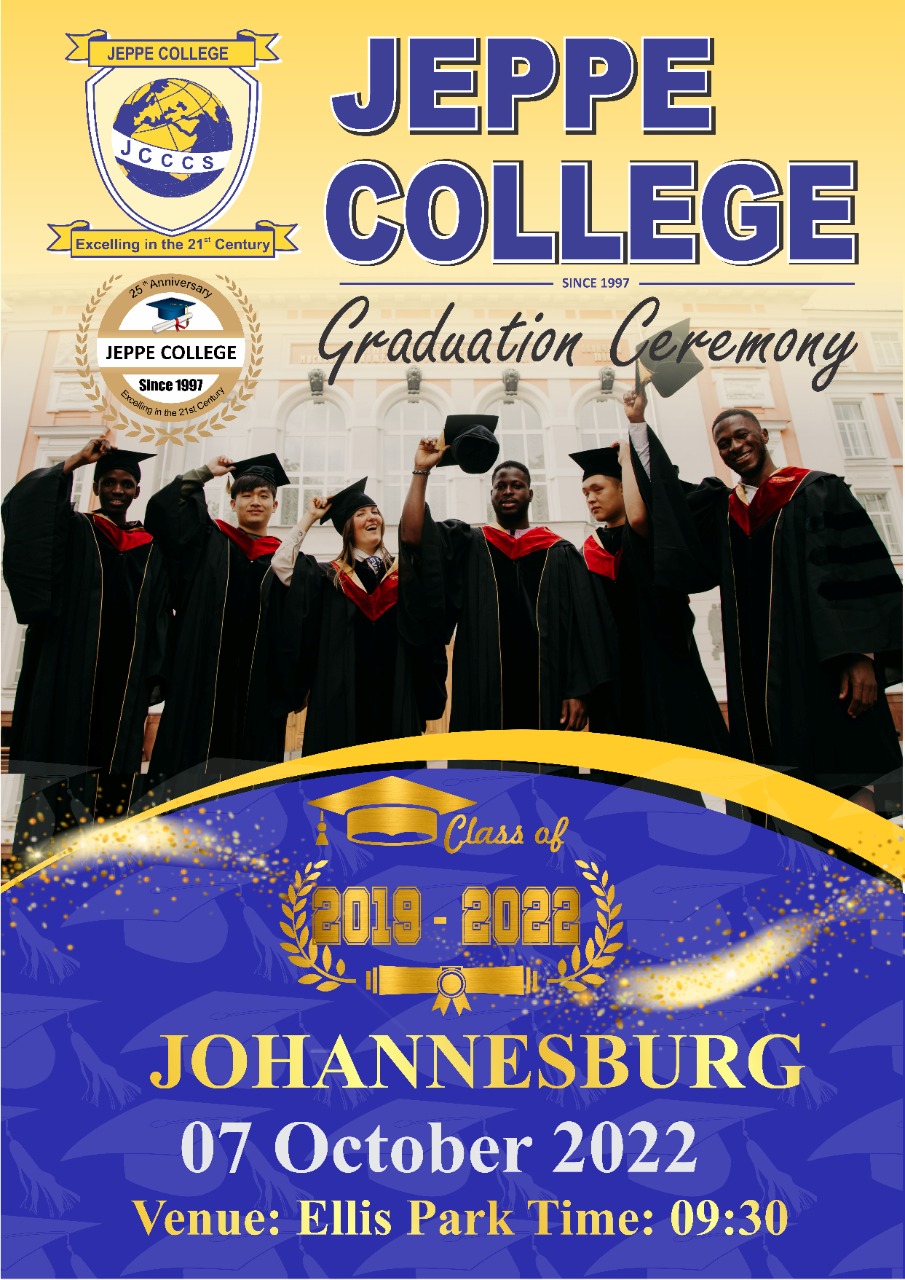 JEPPE COLLEGE
JCCCS
Excelling in the 21st Century
JEPPE
COLLEGE
SINCE 1997
Graduation Ceremony
25th Anniversary
JEPPE COLLEGE
Since 1997
Excelling in the 21st Century
Class of
2019 - 2022
JOHANNESBURG
07 October 2022
Venue: Ellis Park Time: 09:30